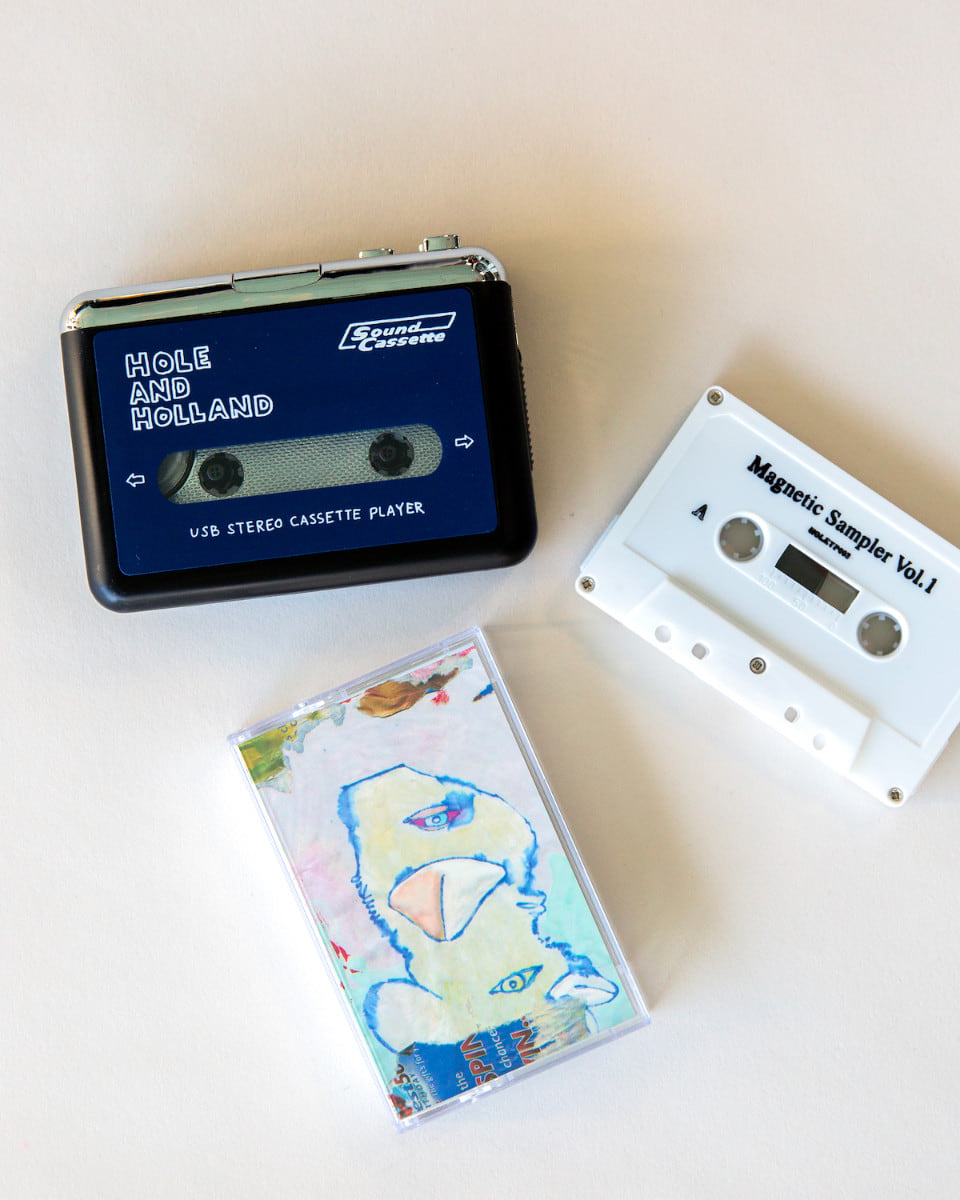 HOLE
AND
HOLLAND
Sound
Cassette
USB STEREO CASSETTE PLAYER
Magnetic Sampler Vol.1
A
the
SPIN
chance